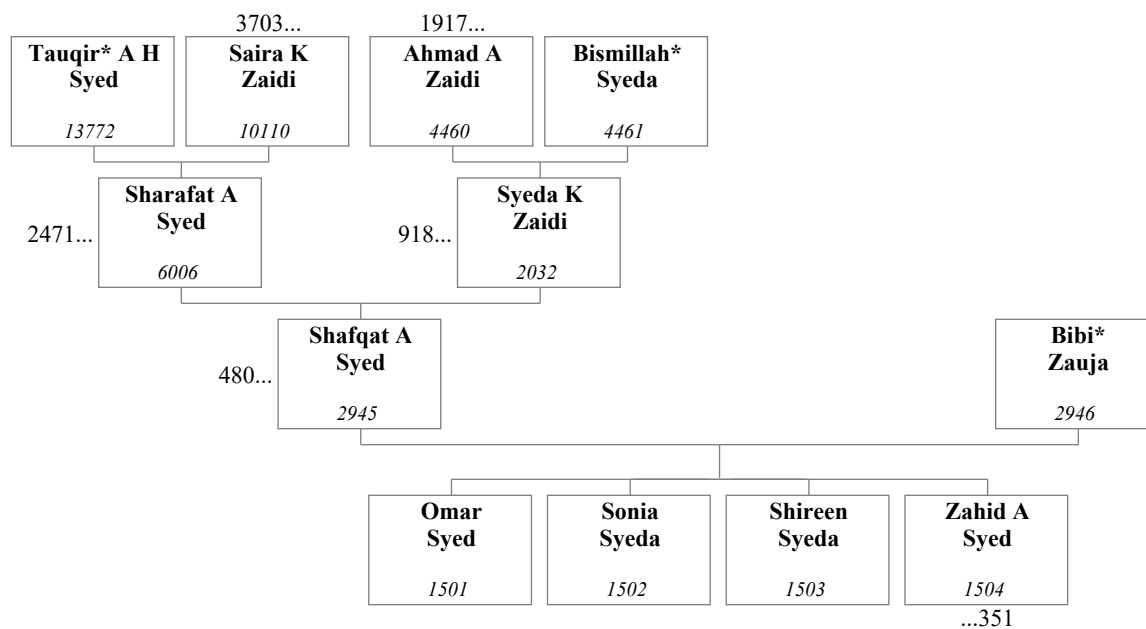 3703...
1917...
Tauqir* A H
Syed
13772
Saira K
Zaidi
10110
Ahmad A
Zaidi
4460
Bismillah*
Syeda
4461
2471...
Sharafat A
Syed
6006
918...
Syeda K
Zaidi
2032
480...
Shafqat A
Syed
2945
Bibi*
Zauja
2946
Omar
Syed
1501
Sonia
Syeda
1502
Shireen
Syeda
1503
Zahid A
Syed
1504
...351